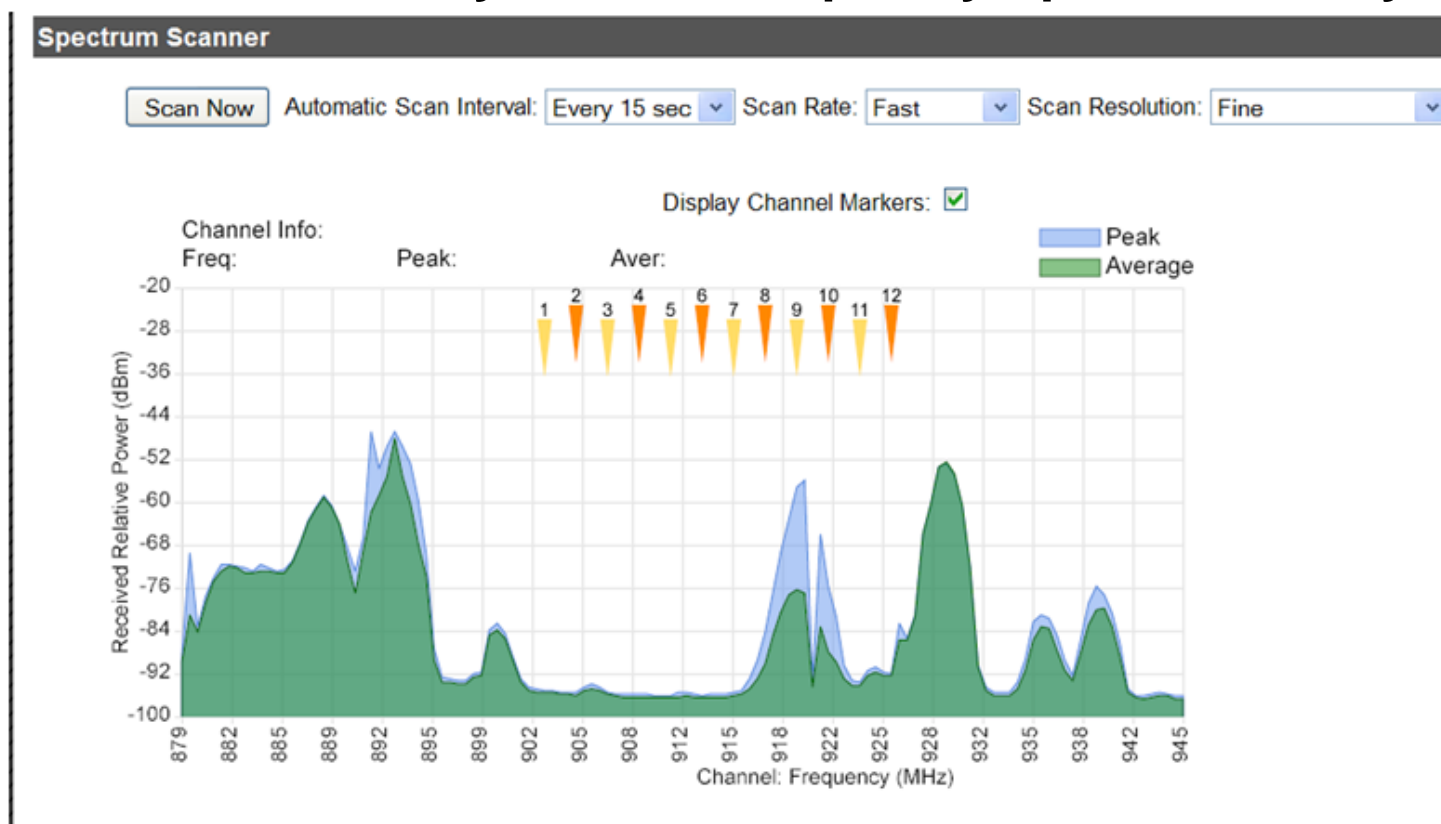 Spectrum Scanner
Scan Now Automatic Scan Interval: Every 15 sec Scan Rate: Fast Scan Resolution: Fine
Display Channel Markers:
Channel Info:
Freq: Peak: Aver:
Peak
Average
-20
-28
-36
-44
-52
-60
-68
-76
-84
-92
-100
Received Relative Power (dBm)
1 2 3 4 5 6 7 8 9 10 11 12
879 882 885 889 892 895 899 902 905 908 912 915 918 922 925 928 932 935 938 942 945
Channel: Frequency (MHz)